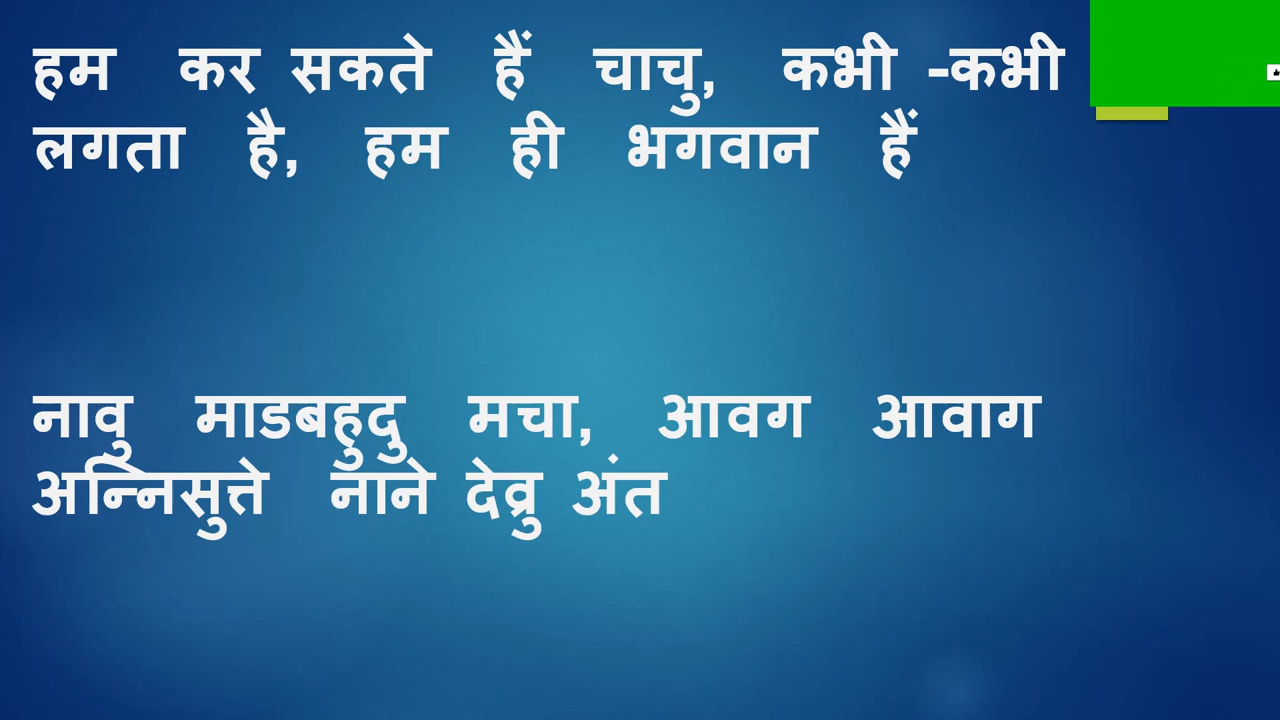 हम कर सकते हैं चाचु, कभी -कभी
लगता है, हम ही भगवान हैं
नावु माडबहुदु मचा, आवग आवाग
अन्निसुत्ते नाने देव्रु अंत